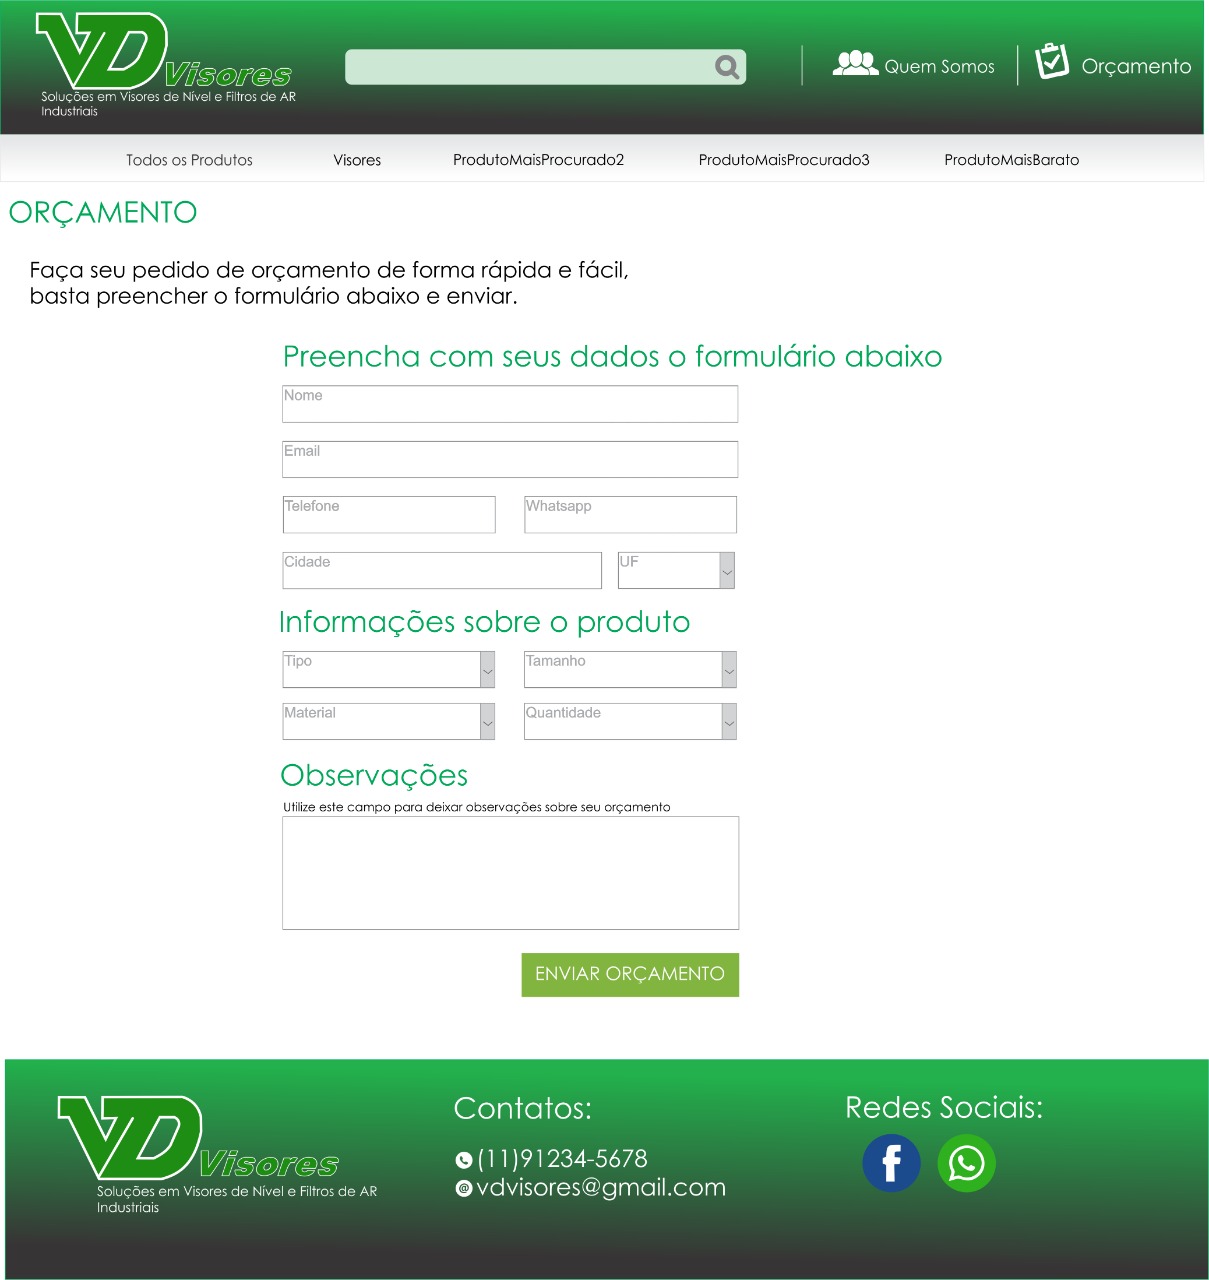 VD Visores
Soluções em Visores de Nível e Filtros de AR
Industriais
Quem Somos
Orçamento
Todos os Produtos
Visores
ProdutoMaisProcurado2
ProdutoMaisProcurado3
ProdutoMaisBarato
ORÇAMENTO
Faça seu pedido de orçamento de forma rápida e fácil,
basta preencher o formulário abaixo e enviar.
Preencha com seus dados o formulário abaixo
Nome
Email
Telefone
Whatsapp
Cidade
UF
Informações sobre o produto
Tipo
Tamanho
Material
Quantidade
Observações
Utilize este campo para deixar observações sobre seu orçamento
ENVIAR ORÇAMENTO
VD Visores
Soluções em Visores de Nível e Filtros de AR
Industriais
Contatos:
(11)91234-5678
@ vdvisores@gmail.com
Redes Sociais:
f